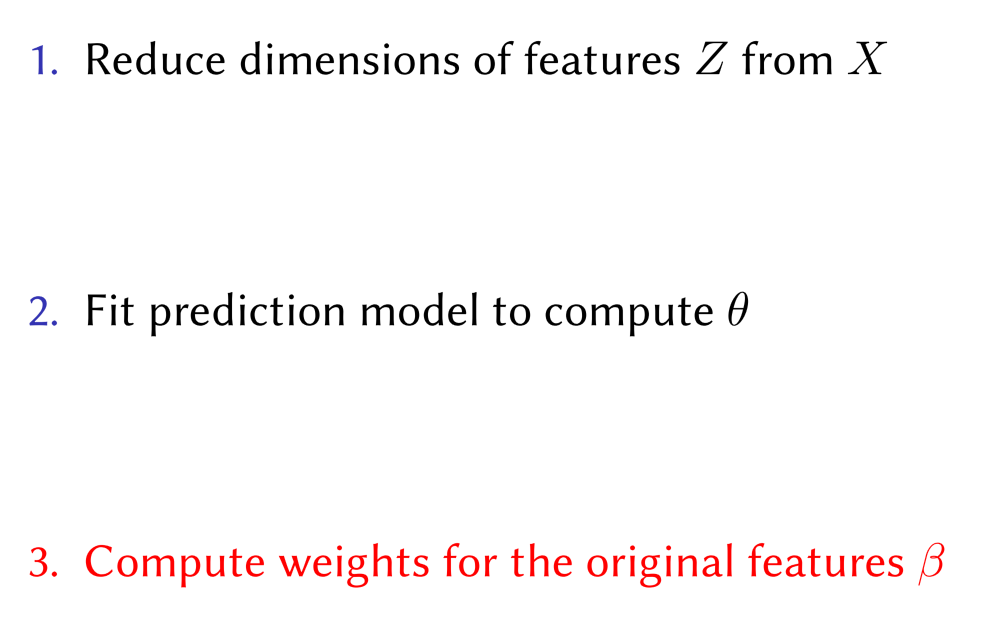 1. Reduce dimensions of features Z from X
2. Fit prediction model to compute θ
3. Compute weights for the original features β